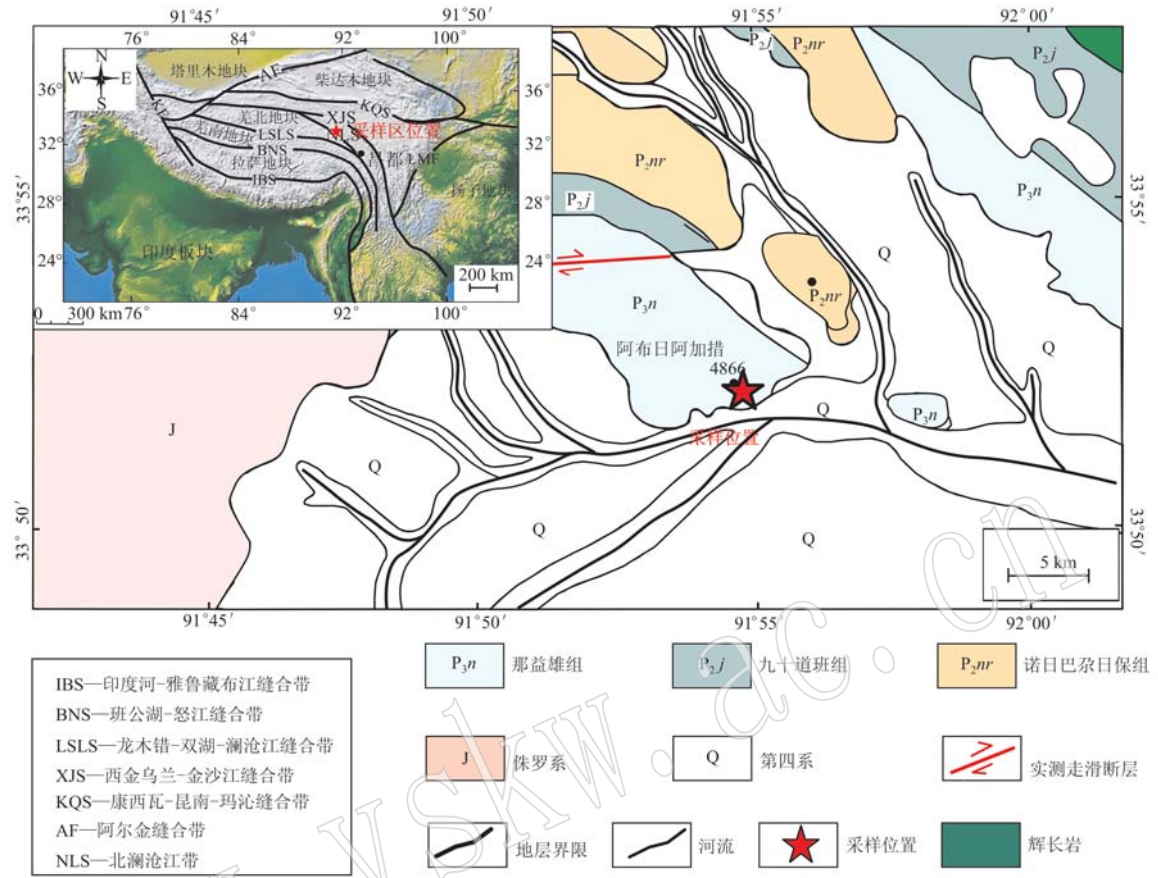 91°45′
91°50′
91°55′
92°00′
76°
84°
92°
100°
N
W
E
S
36°
32°
28°
24°
36°
32°
28°
24°
塔里木地块
AF
柴达木地块
KQS
羌北地块
XJS
羌南地块
LSLS
NLS
采样区位置
BNS
昌都
LMF
拉萨地块
IBS
扬子地块
印度板块
200 km
0 300 km
76°
84°
92°
100°
P₂j
P₂nr
P₂j
P₂nr
P₃n
P₂j
Q
P₃n
P₂nr
Q
阿布日阿加措
4866
Q
P₃n
采样位置
J
Q
Q
Q
5 km
33°55′
33°55′
33°50′
33°50′
91°45′
91°50′
91°55′
92°00′
IBS—印度河-雅鲁藏布江缝合带
BNS—班公湖-怒江缝合带
LSLS—龙木错-双湖-澜沧江缝合带
XJS—西金乌兰-金沙江缝合带
KQS—康西瓦-昆南-玛沁缝合带
AF—阿尔金缝合带
NLS—北澜沧江带
P₃n 那益雄组
P₂j 九十道班组
P₂nr 诺日巴尕日保组
J 侏罗系
Q 第四系
实测走滑断层
地层界限
河流
采样位置
辉长岩
vskw.ac.cn